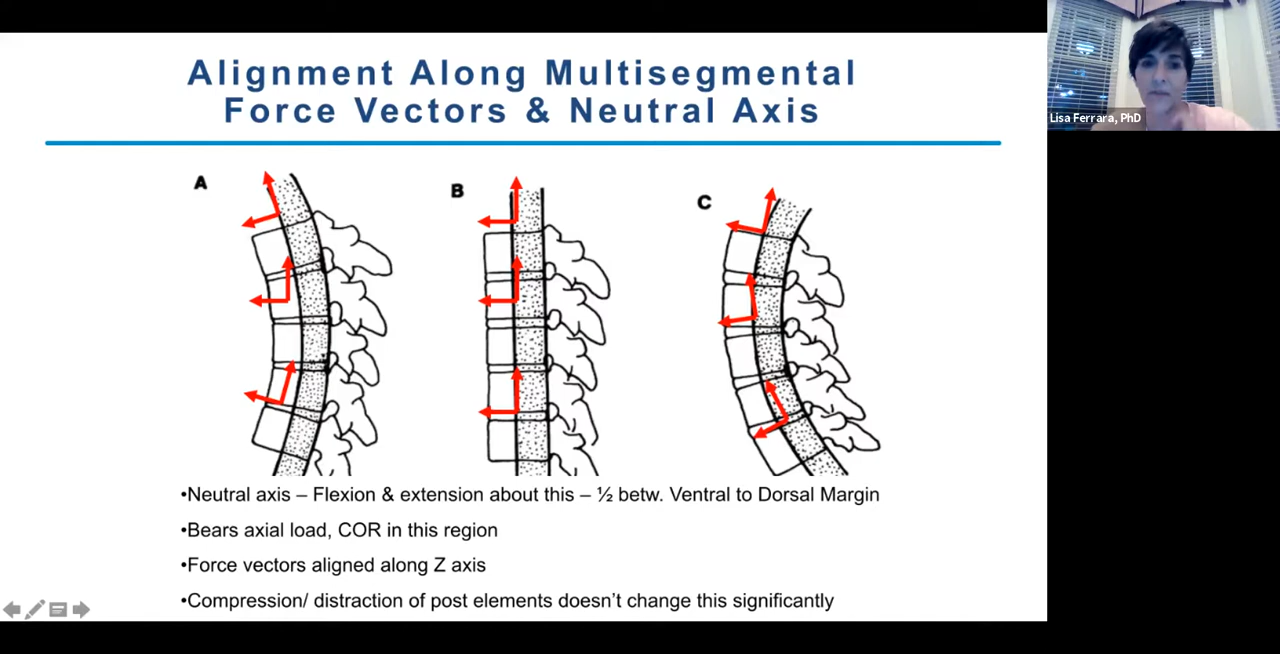 Alignment Along Multisegmental
Force Vectors & Neutral Axis
Lisa Ferrara, PhD
A
B
C
•Neutral axis – Flexion & extension about this – ½ betw. Ventral to Dorsal Margin
•Bears axial load, COR in this region
•Force vectors aligned along Z axis
•Compression/ distraction of post elements doesn’t change this significantly